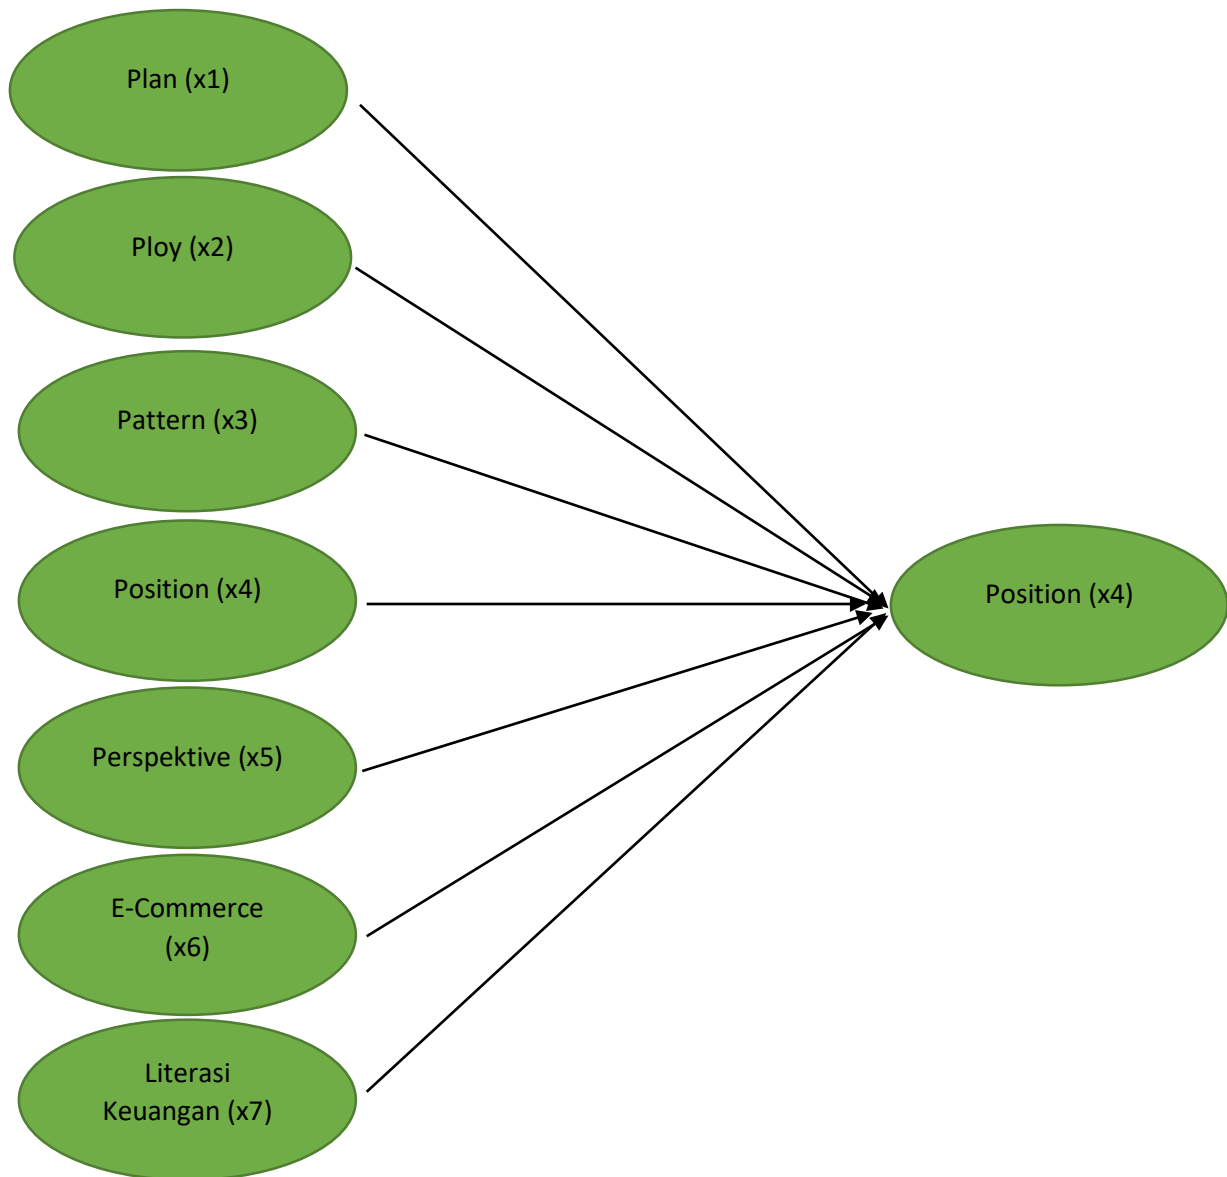 Plan (x1)
Ploy (x2)
Pattern (x3)
Position (x4)
Position (x4)
Perspektive (x5)
E-Commerce
(x6)
Literasi
Keuangan (x7)